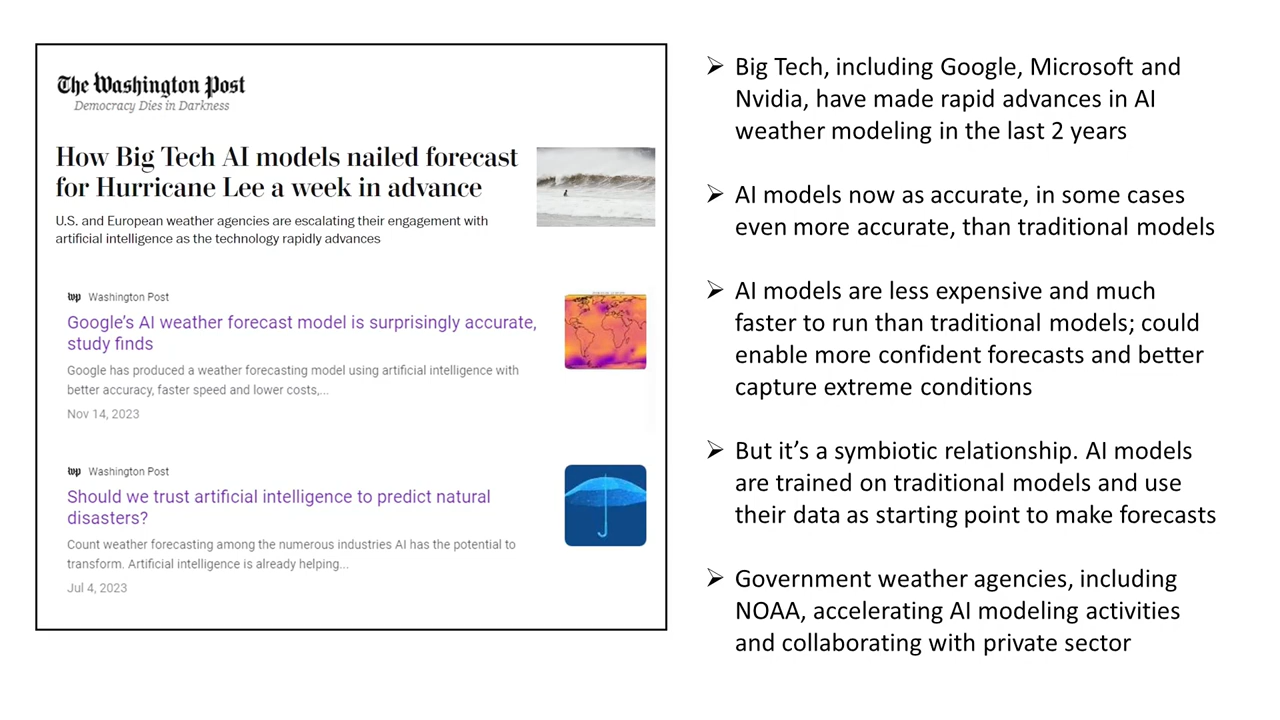 The Washington Post
Democracy Dies in Darkness
How Big Tech AI models nailed forecast
for Hurricane Lee a week in advance
U.S. and European weather agencies are escalating their engagement with
artificial intelligence as the technology rapidly advances
wp Washington Post
Google's AI weather forecast model is surprisingly accurate,
study finds
Google has produced a weather forecasting model using artificial intelligence with
better accuracy, faster speed and lower costs,...
Nov 14, 2023
wp Washington Post
Should we trust artificial intelligence to predict natural
disasters?
Count weather forecasting among the numerous industries AI has the potential to
transform. Artificial intelligence is already helping...
Jul 4, 2023
➢ Big Tech, including Google, Microsoft and
Nvidia, have made rapid advances in AI
weather modeling in the last 2 years
➢ AI models now as accurate, in some cases
even more accurate, than traditional models
➢ AI models are less expensive and much
faster to run than traditional models; could
enable more confident forecasts and better
capture extreme conditions
➢ But it’s a symbiotic relationship. AI models
are trained on traditional models and use
their data as starting point to make forecasts
➢ Government weather agencies, including
NOAA, accelerating AI modeling activities
and collaborating with private sector